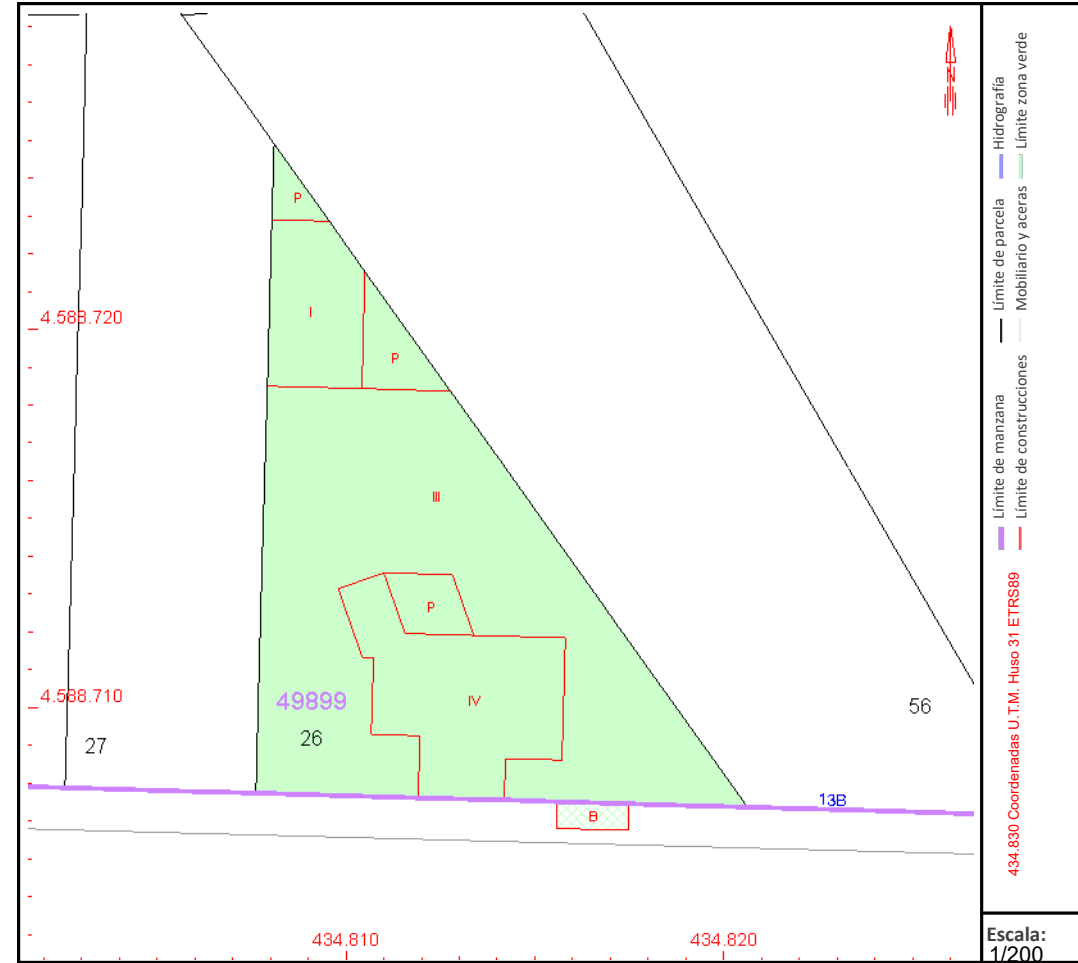 P
I
4.588.720
P
III
P
4.588.710
49899
IV
56
26
27
13B
B
434.810
434.820
N
Límite de manzana
Límite de parcela
Hidrografía
Límite de construcciones
Mobiliario y aceras
Límite zona verde
434.830 Coordenadas U.T.M. Huso 31 ETRS89
Escala:
1/200